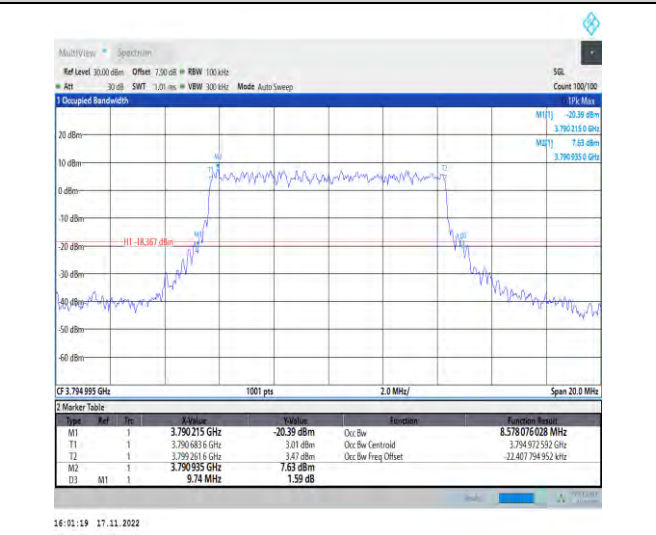 MultiView Spectrum
Ref Level 30.00 dBm Offset 7.90 dB RBW 100 kHz SGL
Att 30 dB SWT 1.01 ms VBW 300 kHz Mode Auto Sweep Count 100/100
1 Occupied Bandwidth 1Pk Max
M1[1] -20.39 dBm
3.790 215 0 GHz
20 dBm M2[1] 7.63 dBm
3.790 935 0 GHz
M2
10 dBm T1 T2
0 dBm
-10 dBm
M1 D3
H1 -18.367 dBm
-20 dBm
-30 dBm
-40 dBm
-50 dBm
-60 dBm
CF 3.794 995 GHz 1001 pts 2.0 MHz/ Span 20.0 MHz
2 Marker Table
Type Ref Trc X-Value Y-Value Function Function Result
M1 1 3.790 215 GHz -20.39 dBm Occ Bw 8.578 076 028 MHz
T1 1 3.790 683 6 GHz 3.01 dBm Occ Bw Centroid 3.794 972 592 GHz
T2 1 3.799 261 6 GHz 3.47 dBm Occ Bw Freq Offset -22.407 794 952 kHz
M2 1 3.790 935 GHz 7.63 dBm
D3 M1 1 9.74 MHz 1.59 dB
16:01:19 17.11.2022